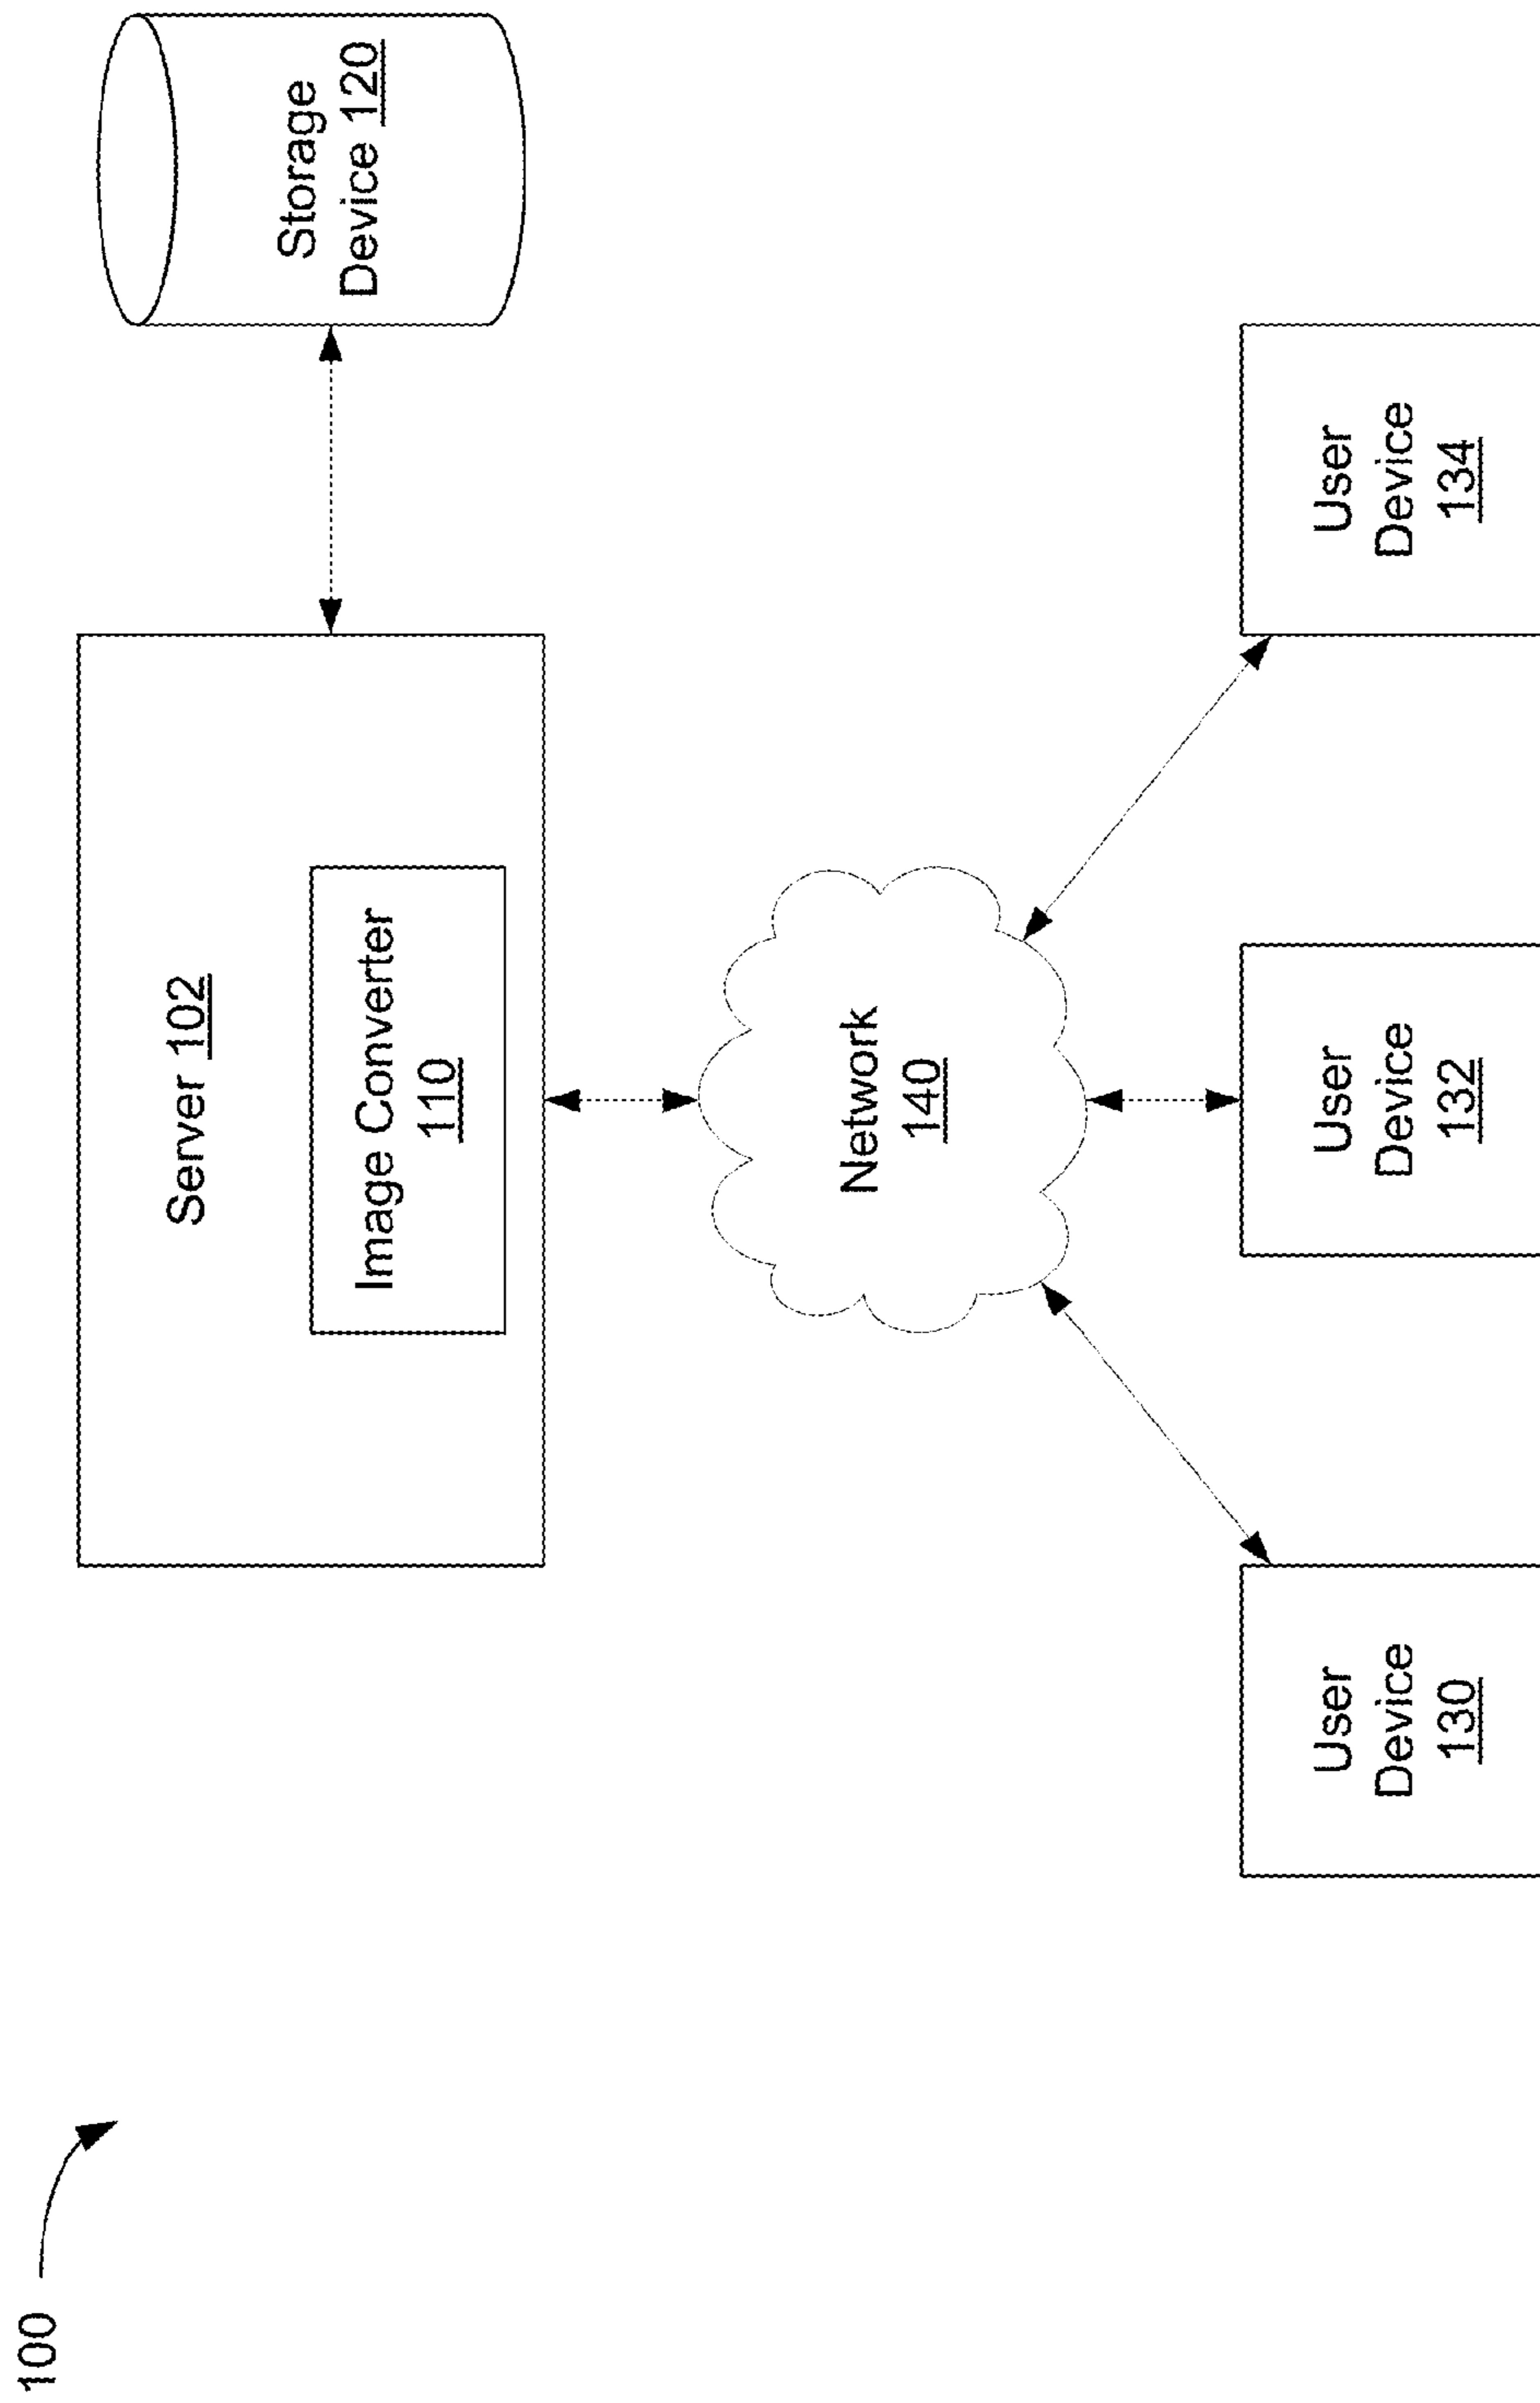 100
Server 102
Image Converter
110
Storage
Device 120
Network
140
User
Device
130
User
Device
132
User
Device
134